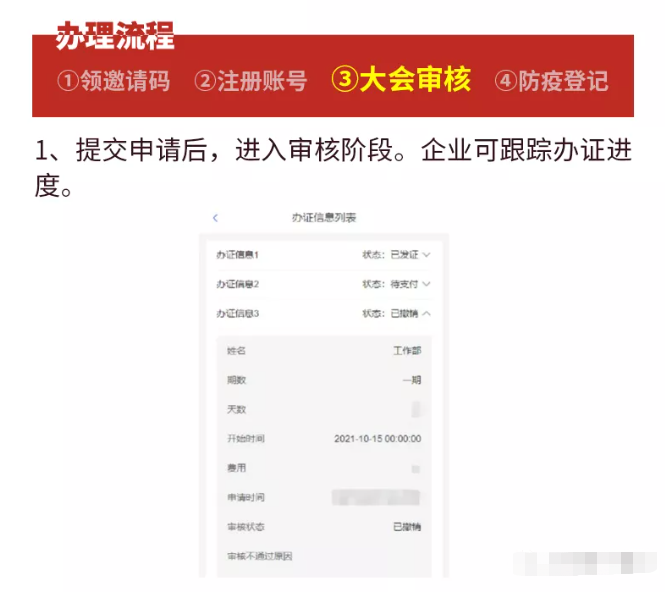 办理流程
①领邀请码 ②注册账号 ③大会审核 ④防疫登记
1、提交申请后，进入审核阶段。企业可跟踪办证进
度。
办证信息列表
办证信息1 状态：已发证
办证信息2 状态：待支付
办证信息3 状态：已撤销
姓名 工作部
期数 一期
天数
开始时间 2021-10-15 00:00:00
费用
申请时间
审核状态 已撤销
审核不通过原因